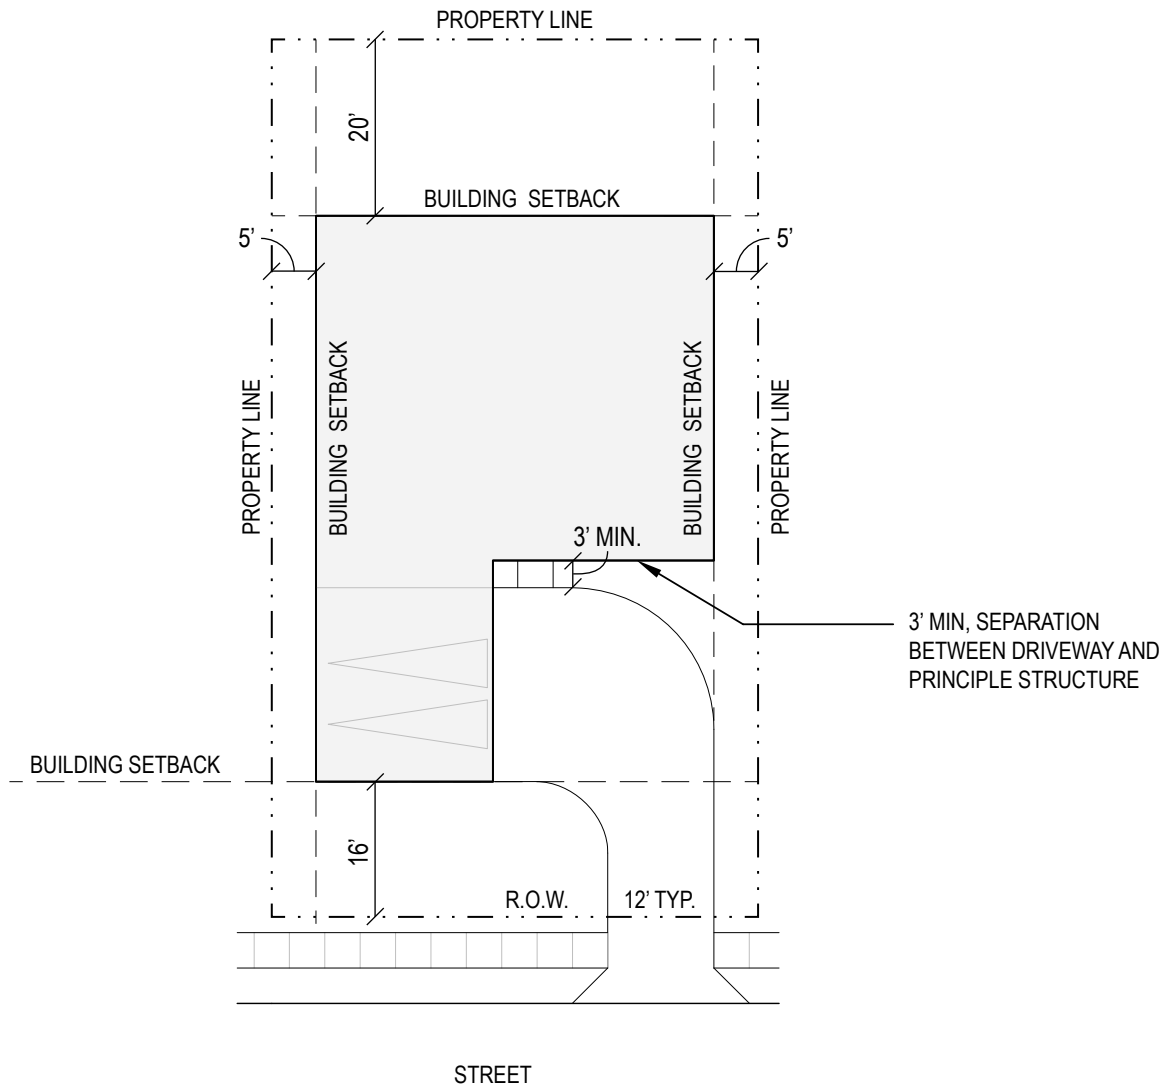 PROPERTY LINE
20'
BUILDING SETBACK
5'
5'
PROPERTY LINE
BUILDING SETBACK
BUILDING SETBACK
PROPERTY LINE
3' MIN.
3' MIN, SEPARATION
BETWEEN DRIVEWAY AND
PRINCIPLE STRUCTURE
BUILDING SETBACK
16'
R.O.W.
12' TYP.
STREET